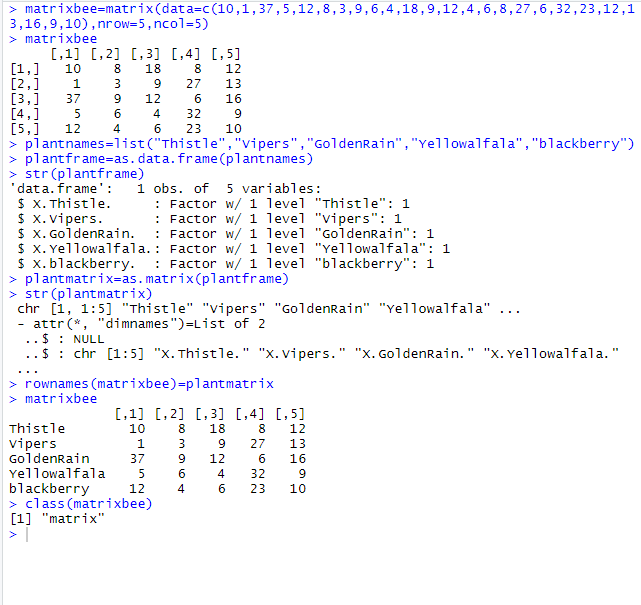 > matrixbee=matrix(data=c(10,1,37,5,12,8,3,9,6,4,18,9,12,4,6,8,27,6,32,23,12,1
3,16,9,10),nrow=5,ncol=5)
> matrixbee
     [,1] [,2] [,3] [,4] [,5]
[1,]   10    8   18    8   12
[2,]    1    3    9   27   13
[3,]   37    9   12    6   16
[4,]    5    6    4   32    9
[5,]   12    4    6   23   10
> plantnames=list("Thistle","Vipers","GoldenRain","Yellowalfala","blackberry")
> plantframe=as.data.frame(plantnames)
> str(plantframe)
'data.frame':   1 obs. of  5 variables:
 $ X.Thistle.     : Factor w/ 1 level "Thistle": 1
 $ X.Vipers.      : Factor w/ 1 level "Vipers": 1
 $ X.GoldenRain.  : Factor w/ 1 level "GoldenRain": 1
 $ X.Yellowalfala.: Factor w/ 1 level "Yellowalfala": 1
 $ X.blackberry.  : Factor w/ 1 level "blackberry": 1
> plantmatrix=as.matrix(plantframe)
> str(plantmatrix)
 chr [1, 1:5] "Thistle" "Vipers" "GoldenRain" "Yellowalfala" ...
 - attr(*, "dimnames")=List of 2
  ..$ : NULL
  ..$ : chr [1:5] "X.Thistle." "X.Vipers." "X.GoldenRain." "X.Yellowalfala."
 ...
> rownames(matrixbee)=plantmatrix
> matrixbee
             [,1] [,2] [,3] [,4] [,5]
Thistle        10    8   18    8   12
Vipers          1    3    9   27   13
GoldenRain     37    9   12    6   16
Yellowalfala    5    6    4   32    9
blackberry     12    4    6   23   10
> class(matrixbee)
[1] "matrix"
>